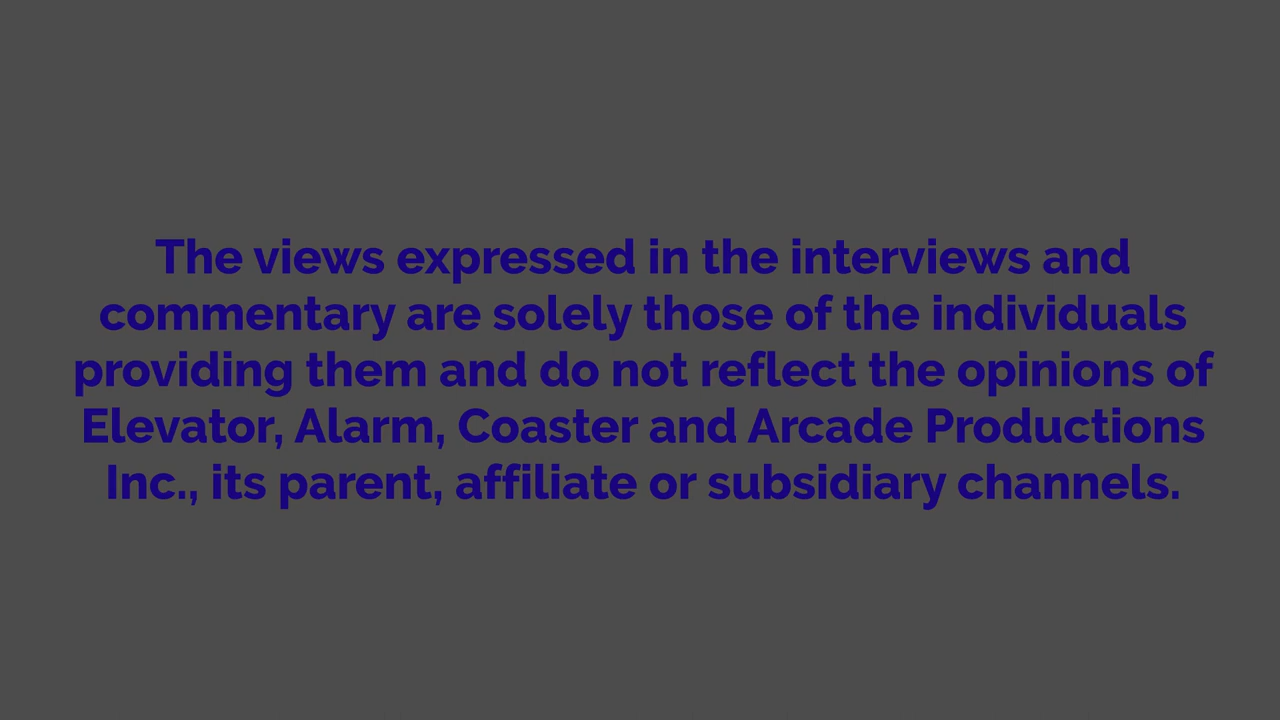 The views expressed in the interviews and
commentary are solely those of the individuals
providing them and do not reflect the opinions of
Elevator, Alarm, Coaster and Arcade Productions
Inc., its parent, affiliate or subsidiary channels.